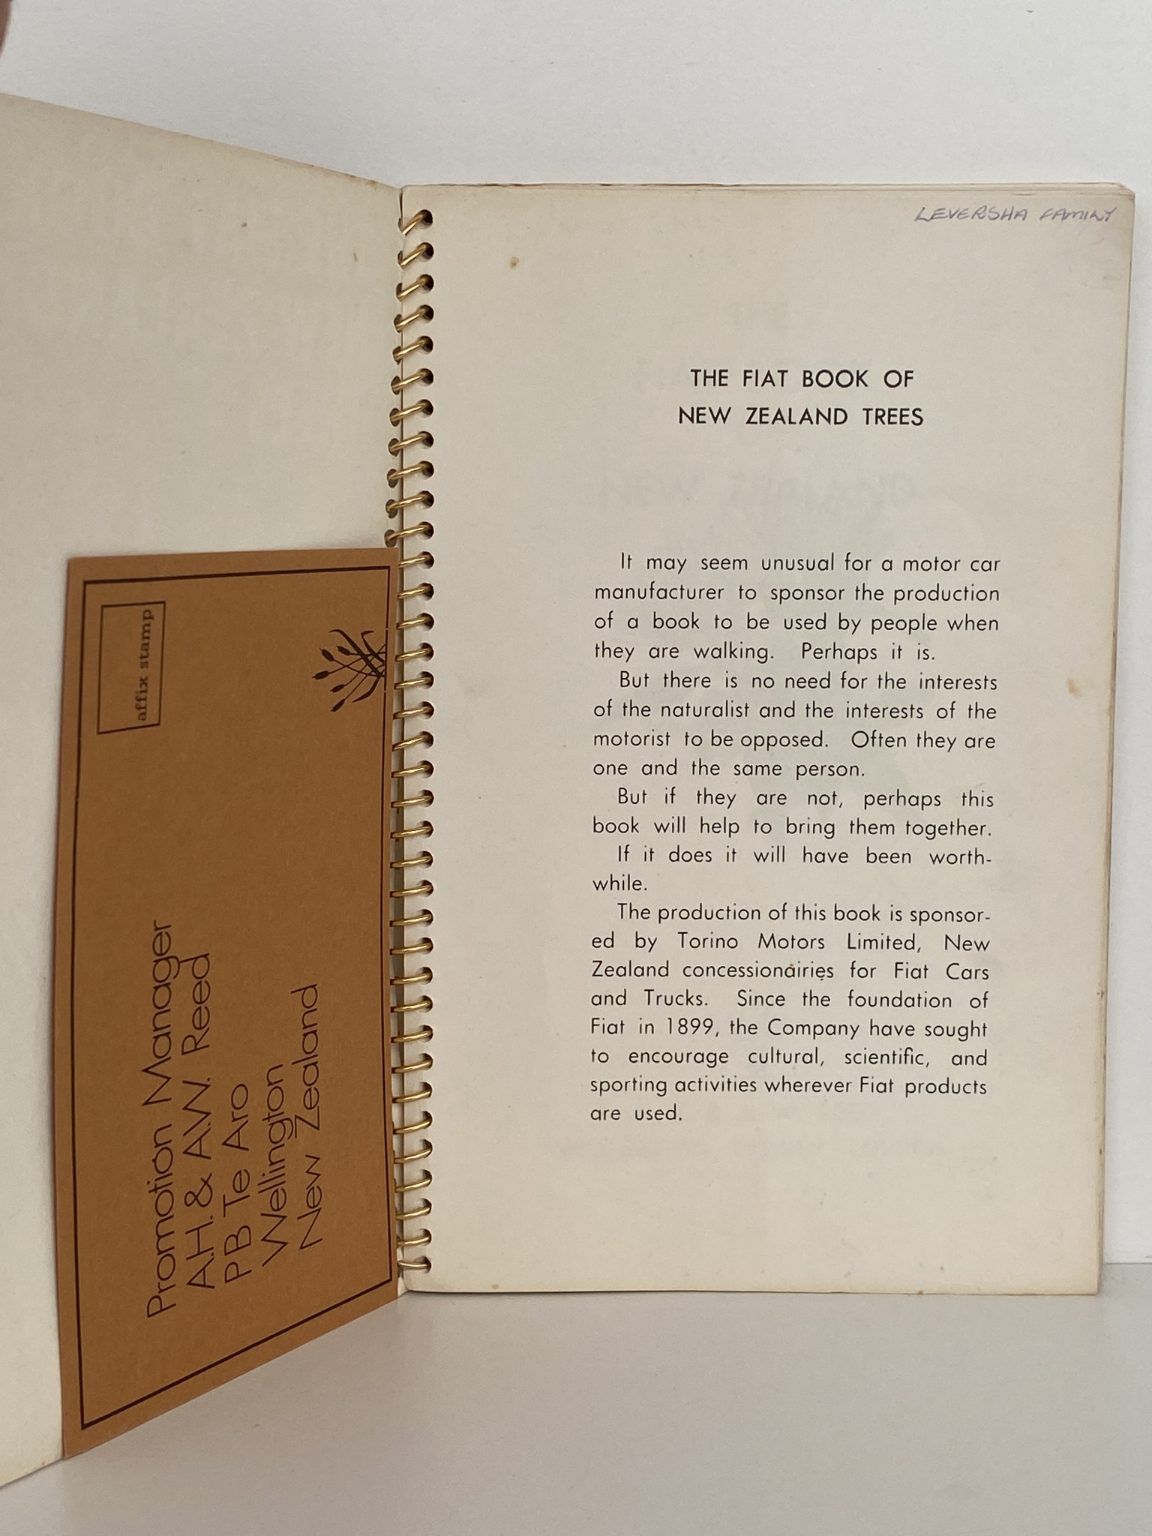 affix stamp
Promotion Manager
A.H. & A.W. Reed
PB Te Aro
Wellington
New Zealand
LEVERSHA FAMILY
THE FIAT BOOK OF
NEW ZEALAND TREES
It may seem unusual for a motor car
manufacturer to sponsor the production
of a book to be used by people when
they are walking. Perhaps it is.
But there is no need for the interests
of the naturalist and the interests of the
motorist to be opposed. Often they are
one and the same person.
But if they are not, perhaps this
book will help to bring them together.
If it does it will have been worth-
while.
The production of this book is sponsor-
ed by Torino Motors Limited, New
Zealand concessionairies for Fiat Cars
and Trucks. Since the foundation of
Fiat in 1899, the Company have sought
to encourage cultural, scientific, and
sporting activities wherever Fiat products
are used.